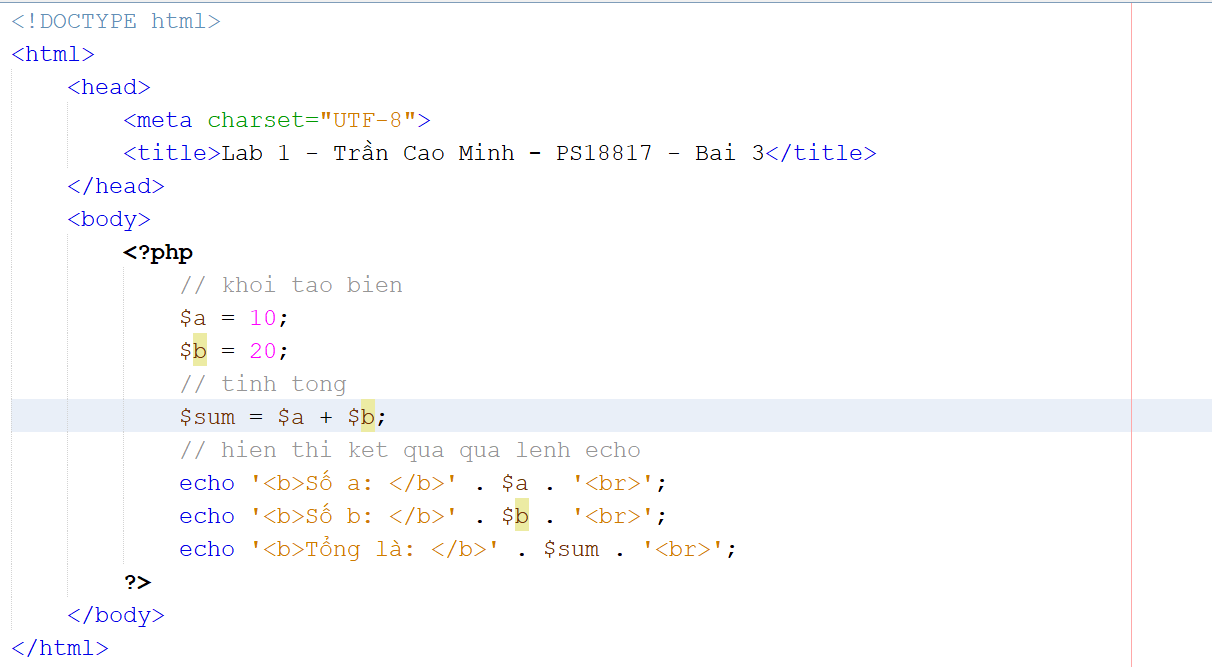 <!DOCTYPE html>
<html>
    <head>
        <meta charset="UTF-8">
        <title>Lab 1 - Trần Cao Minh - PS18817 - Bai 3</title>
    </head>
    <body>
        <?php
            // khoi tao bien
            $a = 10;
            $b = 20;
            // tinh tong
            $sum = $a + $b;
            // hien thi ket qua qua lenh echo
            echo '<b>Số a: </b>' . $a . '<br>';
            echo '<b>Số b: </b>' . $b . '<br>';
            echo '<b>Tổng là: </b>' . $sum . '<br>';
        ?>
    </body>
</html>